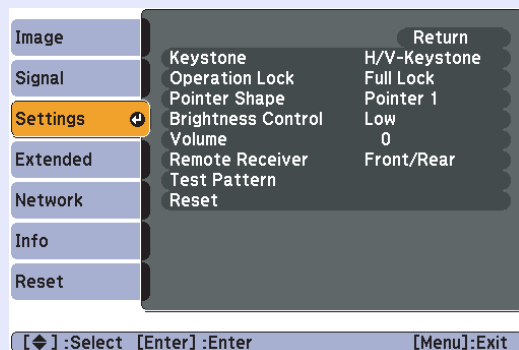 Image
Signal
Settings
Extended
Network
Info
Reset
Return
Keystone H/V-Keystone
Operation Lock Full Lock
Pointer Shape Pointer 1
Brightness Control Low
Volume 0
Remote Receiver Front/Rear
Test Pattern
Reset
[◆] :Select [Enter] :Enter [Menu]:Exit